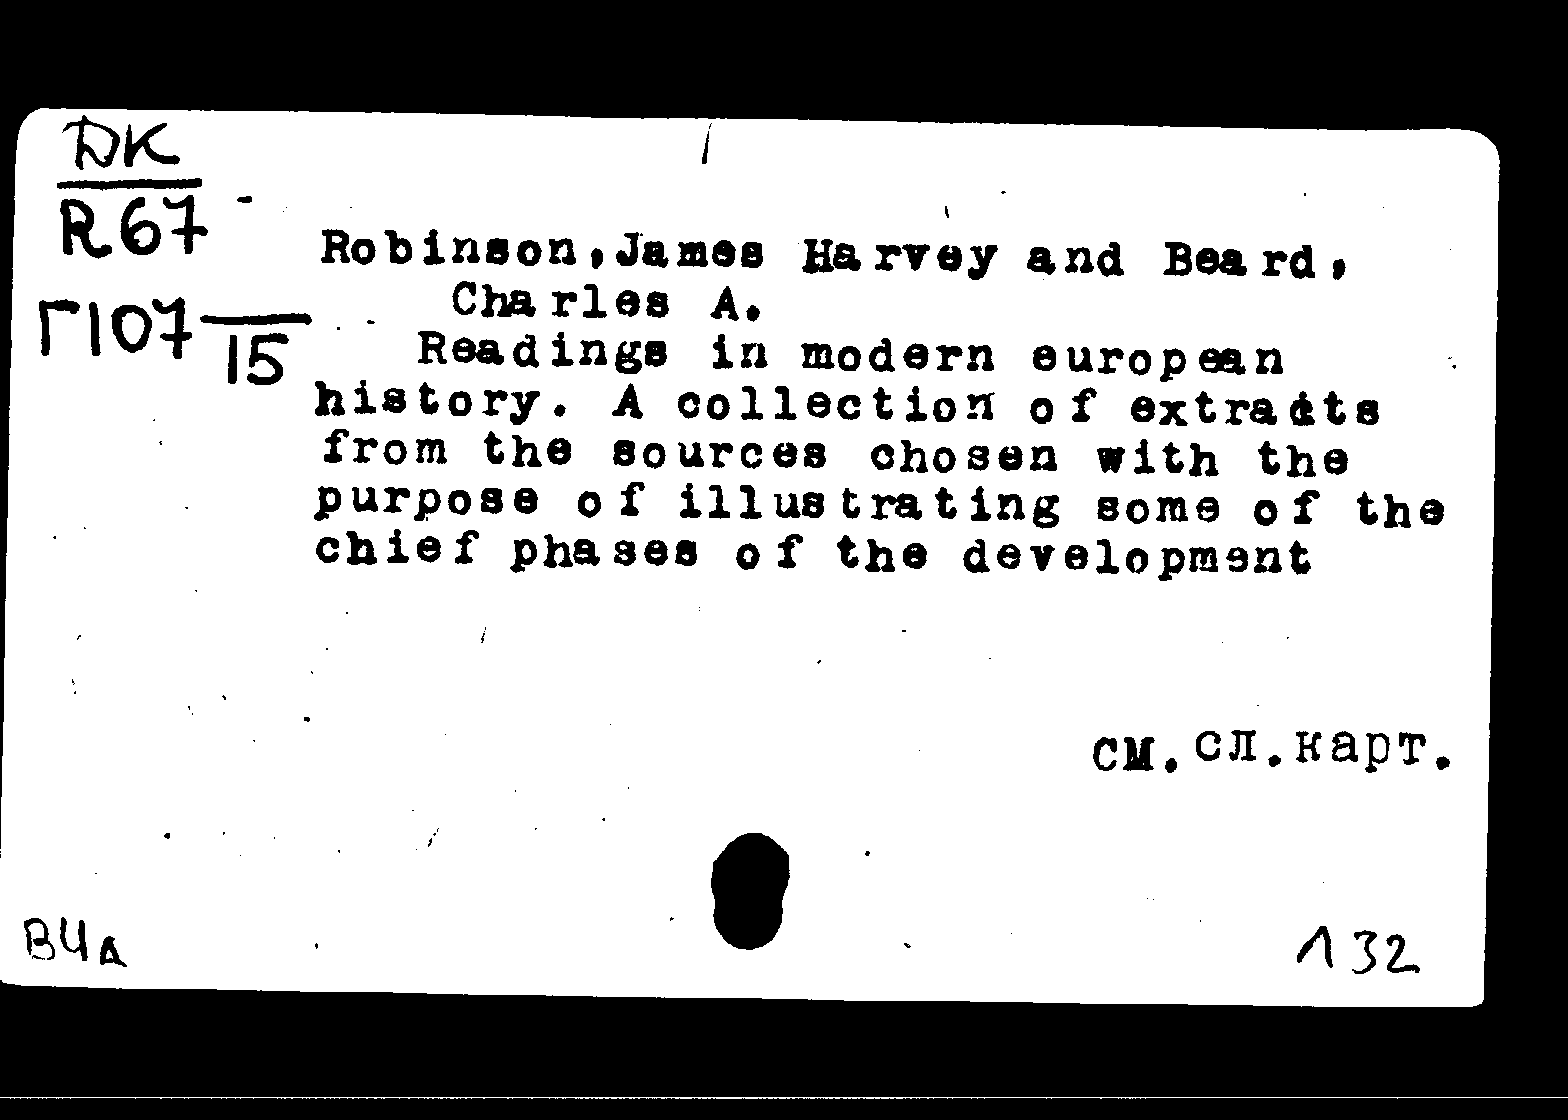 DK
R67
Г107 15
Robinson, James Harvey and Beard,
Charles A.
Readings in modern european
history. A collection of extracts
from the sources chosen with the
purpose of illustrating some of the
chief phases of the development
см. сл. карт.
132